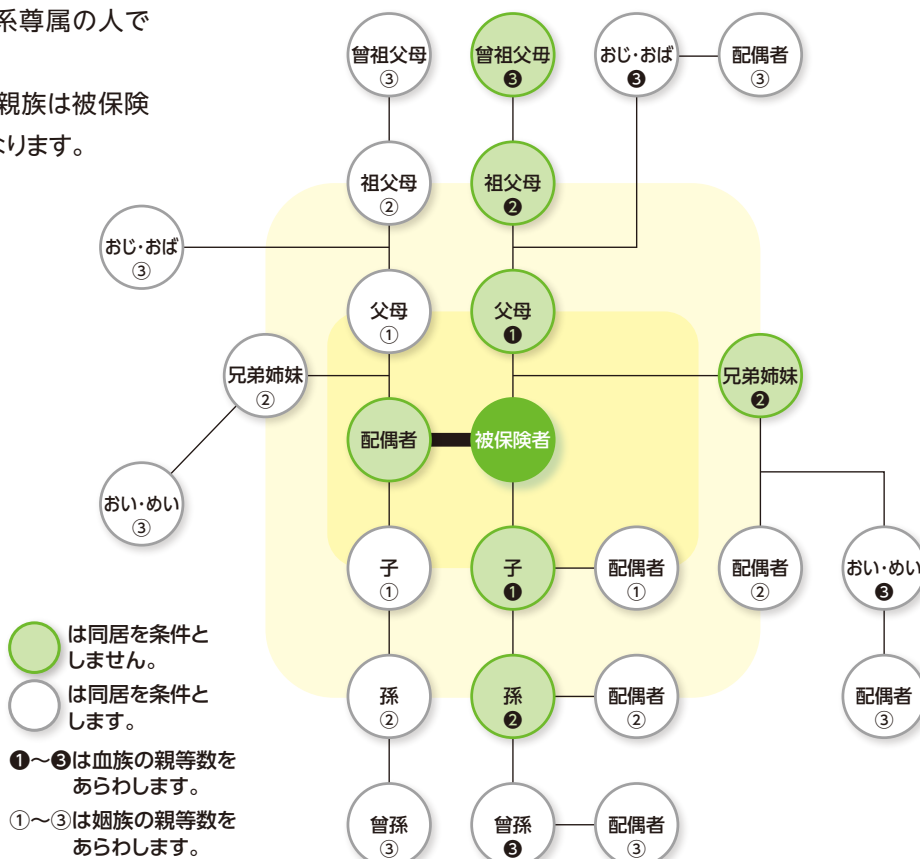 系尊属の人で
親族は被保険
なります。
曾祖父母
③
曾祖父母
❸
おじ・おば
❸
配偶者
③
祖父母
②
祖父母
❷
おじ・おば
③
父母
①
父母
❶
兄弟姉妹
②
兄弟姉妹
❷
配偶者
被保険者
おい・めい
③
子
①
子
❶
配偶者
①
配偶者
②
おい・めい
❸
孫
②
孫
❷
配偶者
②
配偶者
③
曾孫
③
曾孫
❸
配偶者
③
は同居を条件と
しません。
は同居を条件と
します。
❶〜❸は血族の親等数を
あらわします。
①〜③は姻族の親等数を
あらわします。